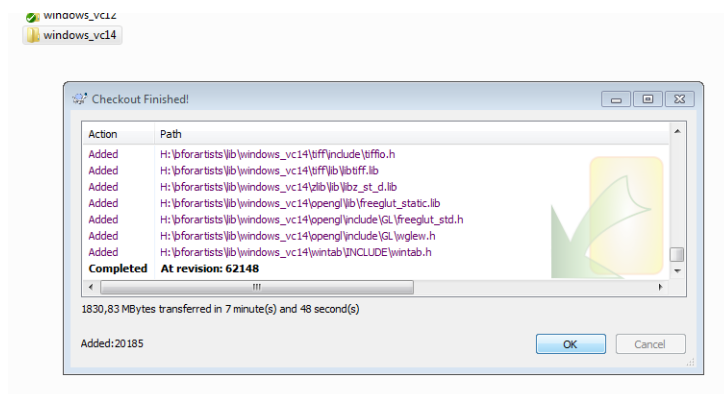 windows_vc12
windows_vc14
Checkout Finished!
Action Path
Added H:\bforartists\lib\windows_vc14\tiff\include\tiffio.h
Added H:\bforartists\lib\windows_vc14\tiff\lib\libtiff.lib
Added H:\bforartists\lib\windows_vc14\zlib\lib\libz_st_d.lib
Added H:\bforartists\lib\windows_vc14\opengl\lib\freeglut_static.lib
Added H:\bforartists\lib\windows_vc14\opengl\include\GL\freeglut_std.h
Added H:\bforartists\lib\windows_vc14\opengl\include\GL\wglew.h
Added H:\bforartists\lib\windows_vc14\wintab\INCLUDE\wintab.h
Completed At revision: 62148
1830,83 MBytes transferred in 7 minute(s) and 48 second(s)
Added:20185
OK Cancel